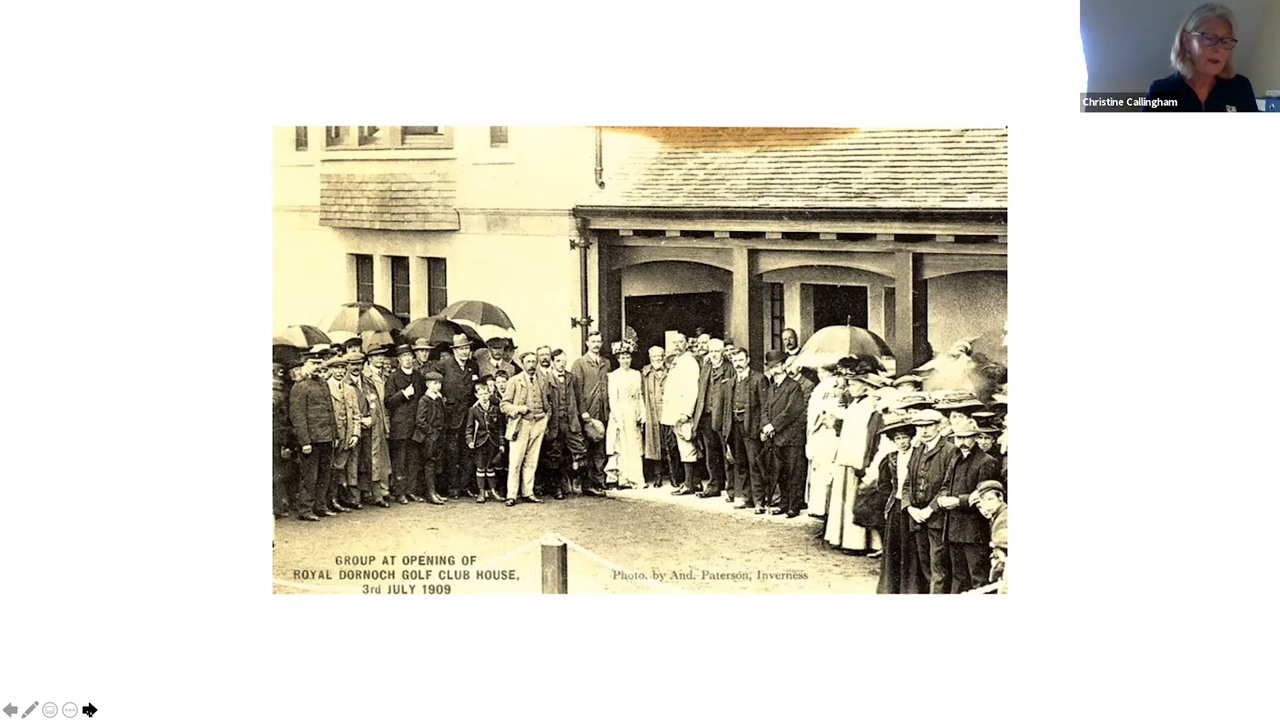 Christine Callingham
GROUP AT OPENING OF
ROYAL DORNOCH GOLF CLUB HOUSE,
3rd JULY 1909
Photo. by And. Paterson, Inverness